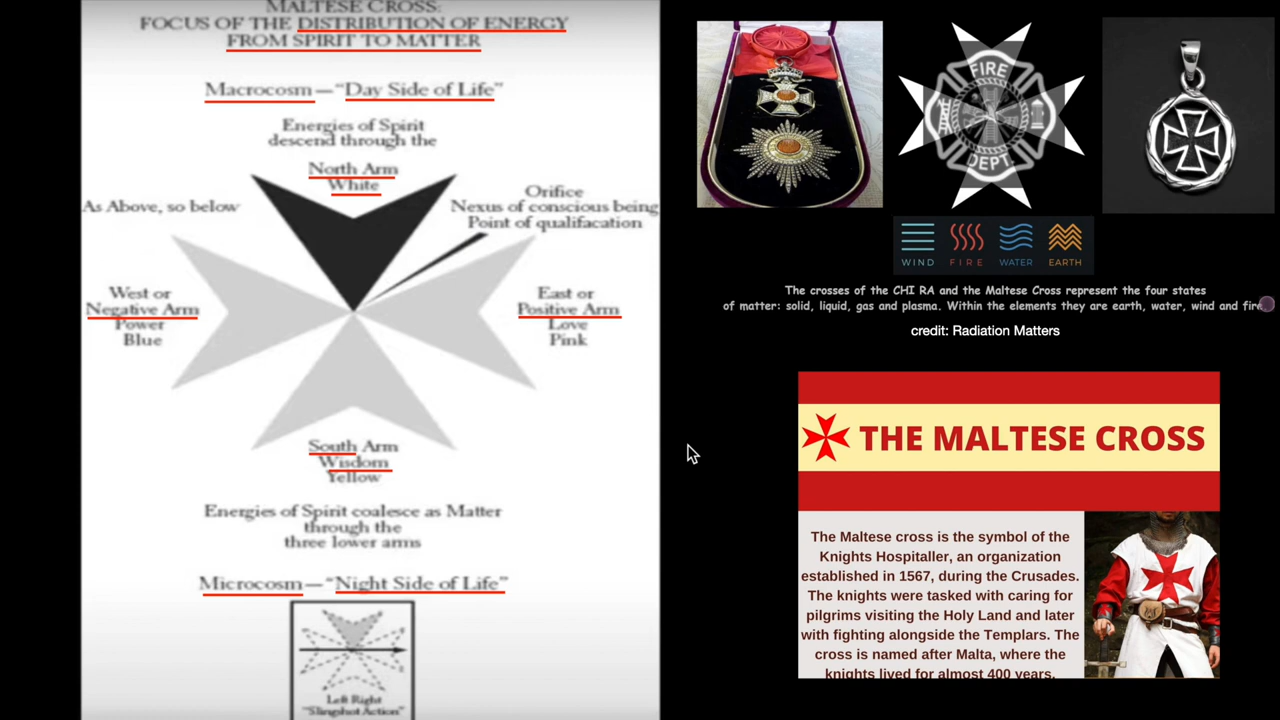 MALTESE CROSS:
FOCUS OF THE DISTRIBUTION OF ENERGY
FROM SPIRIT TO MATTER
Macrocosm—"Day Side of Life"
Energies of Spirit
descend through the
North Arm
White
As Above, so below
Orifice
Nexus of conscious being
Point of qualifacation
West or
Negative Arm
Power
Blue
East or
Positive Arm
Love
Pink
South Arm
Wisdom
Yellow
Energies of Spirit coalesce as Matter
through the
three lower arms
Microcosm—"Night Side of Life"
Left Right
"Slingshot Action"
FIRE
DEPT.
WIND FIRE WATER EARTH
The crosses of the CHI RA and the Maltese Cross represent the four states
of matter: solid, liquid, gas and plasma. Within the elements they are earth, water, wind and fire
credit: Radiation Matters
THE MALTESE CROSS
The Maltese cross is the symbol of the
Knights Hospitaller, an organization
established in 1567, during the Crusades.
The knights were tasked with caring for
pilgrims visiting the Holy Land and later
with fighting alongside the Templars. The
cross is named after Malta, where the
knights lived for almost 400 years.